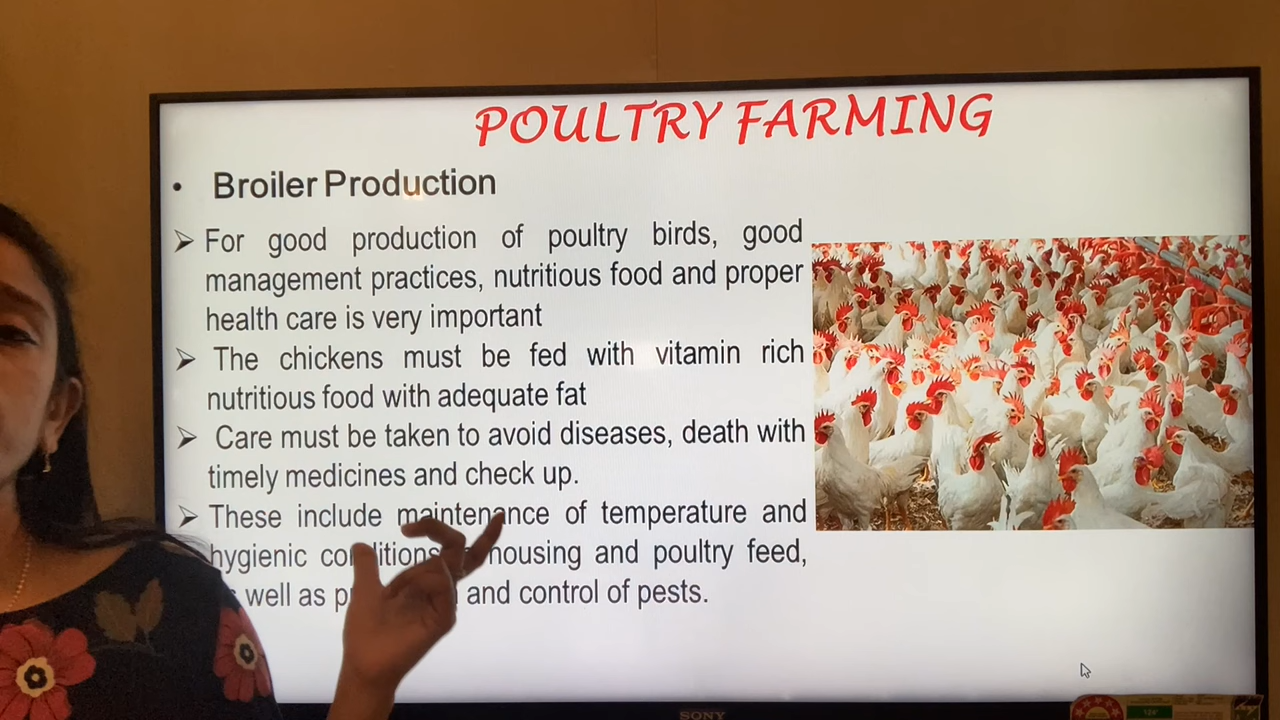 POULTRY FARMING
• Broiler Production
➢ For good production of poultry birds, good
management practices, nutritious food and proper
health care is very important
➢ The chickens must be fed with vitamin rich
nutritious food with adequate fat
➢ Care must be taken to avoid diseases, death with
timely medicines and check up.
➢ These include maintenance of temperature and
hygienic housing and poultry feed,
well as and control of pests.
SONY